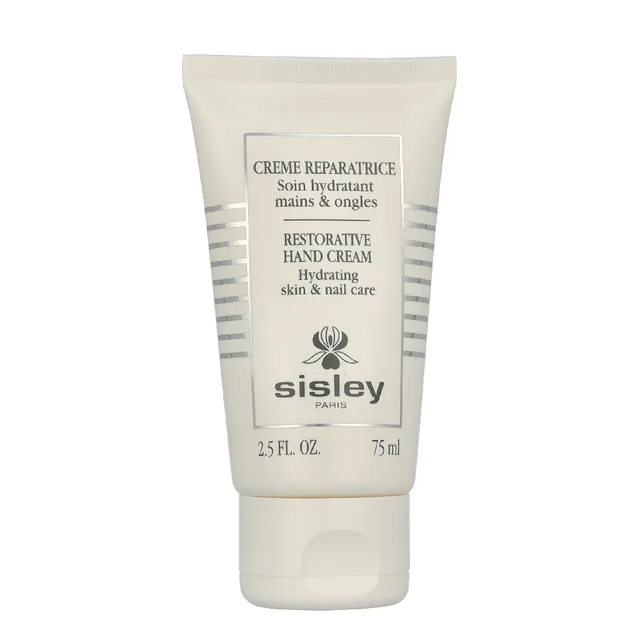 CREME REPARATRICE
Soin hydratant
mains & ongles
RESTORATIVE
HAND CREAM
Hydrating
skin & nail care
sisley
PARIS
2.5 FL. OZ. 75 ml